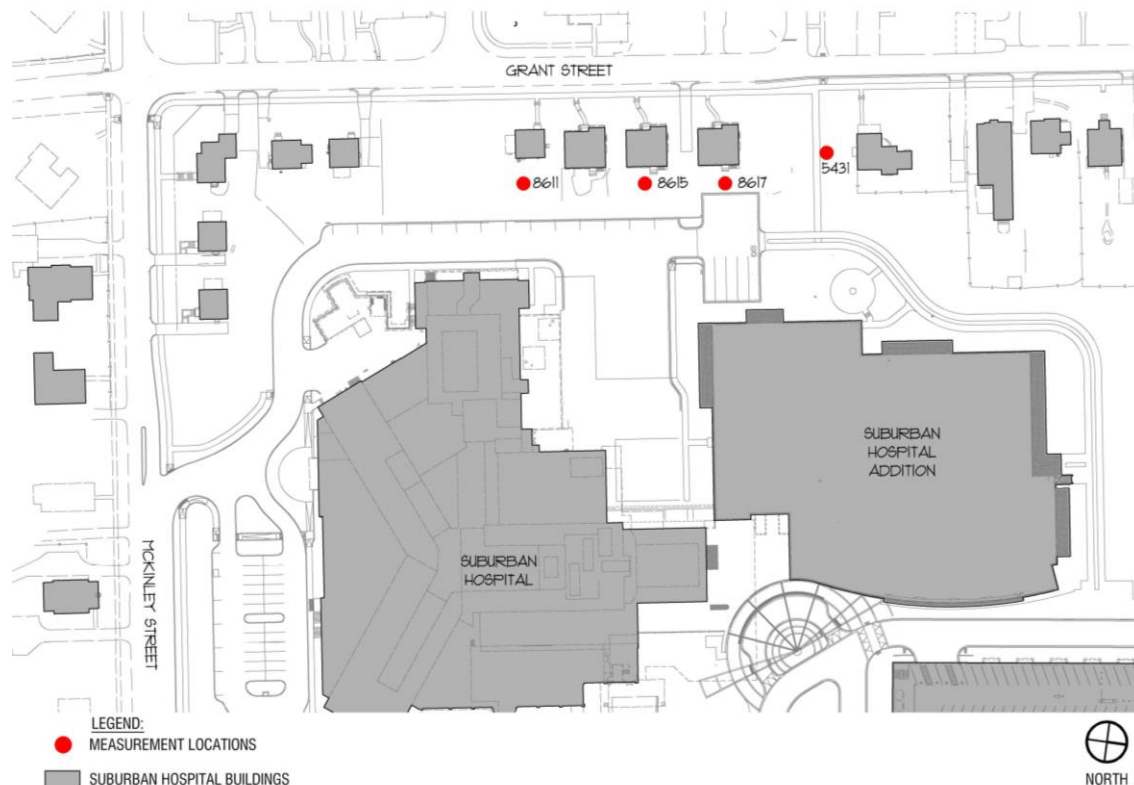 GRANT STREET
8611
8615
8617
5431
SUBURBAN
HOSPITAL
ADDITION
SUBURBAN
HOSPITAL
MCKINLEY STREET
LEGEND:
MEASUREMENT LOCATIONS
SUBURBAN HOSPITAL BUILDINGS
NORTH